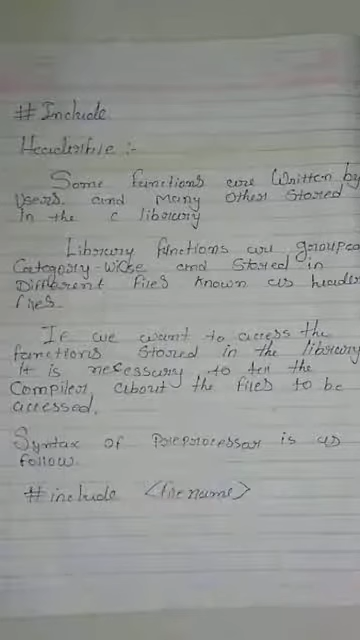 # Include
Headerfile :-
Some functions are Written by
Users and many other Stored
in the c library
Library functions are grouped
Category-wise and Stored in
Different files known as header
files.
If we want to access the
functions Stored in the library
it is necessary to tell the
Compiler about the files to be
accessed.
Syntax of Preprocessor is as
follow.
#include <filename>